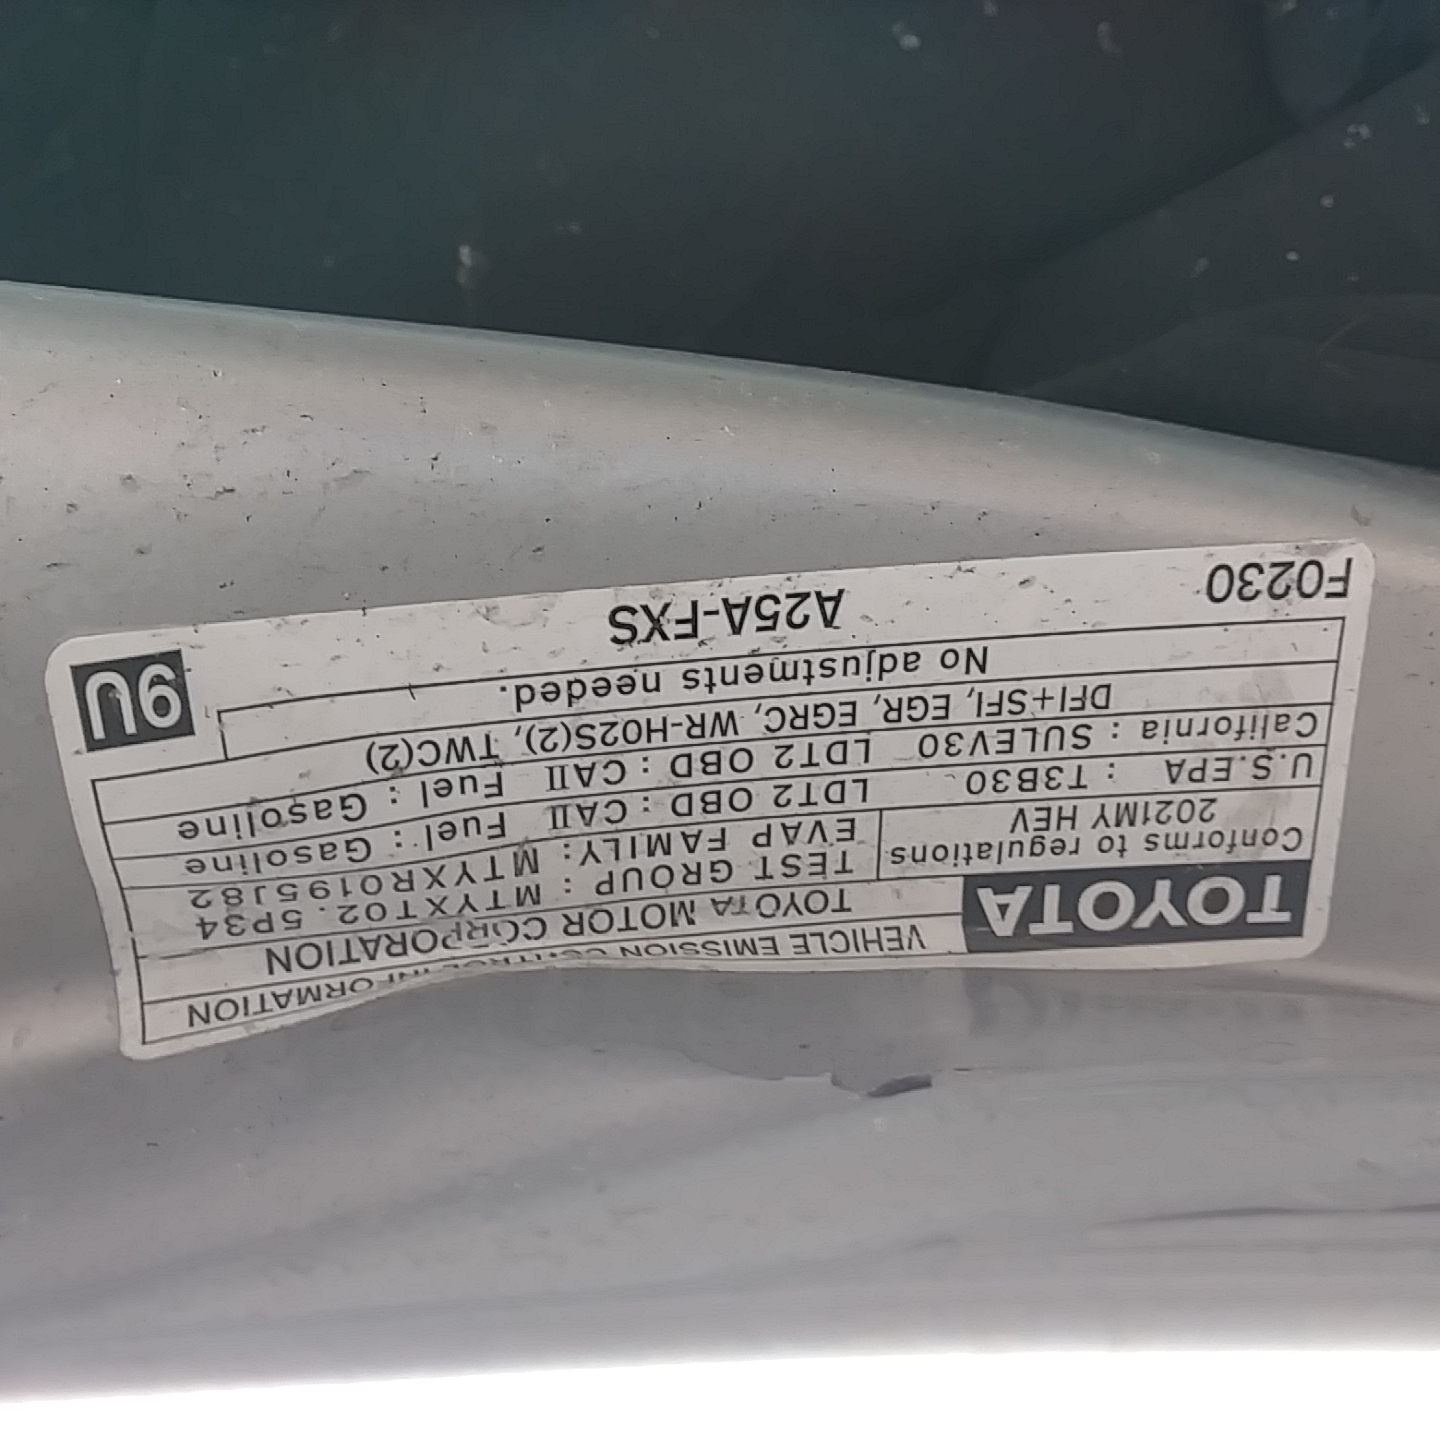 TOYOTA VEHICLE EMISSION CONTROL INFORMATION
TOYOTA MOTOR CORPORATION
Conforms to regulations TEST GROUP : MTYXT02.5P34
2021MY HEV EVAP FAMILY: MTYXR0195J82
U.S.EPA : T3B30 LDT2 OBD : CAII Fuel : Gasoline
California : SULEV30 LDT2 OBD : CAII Fuel : Gasoline
DFI+SFI, EGR, EGRC, WR-HO2S(2), TWC(2)
No adjustments needed.
F0230 A25A-FXS 9U